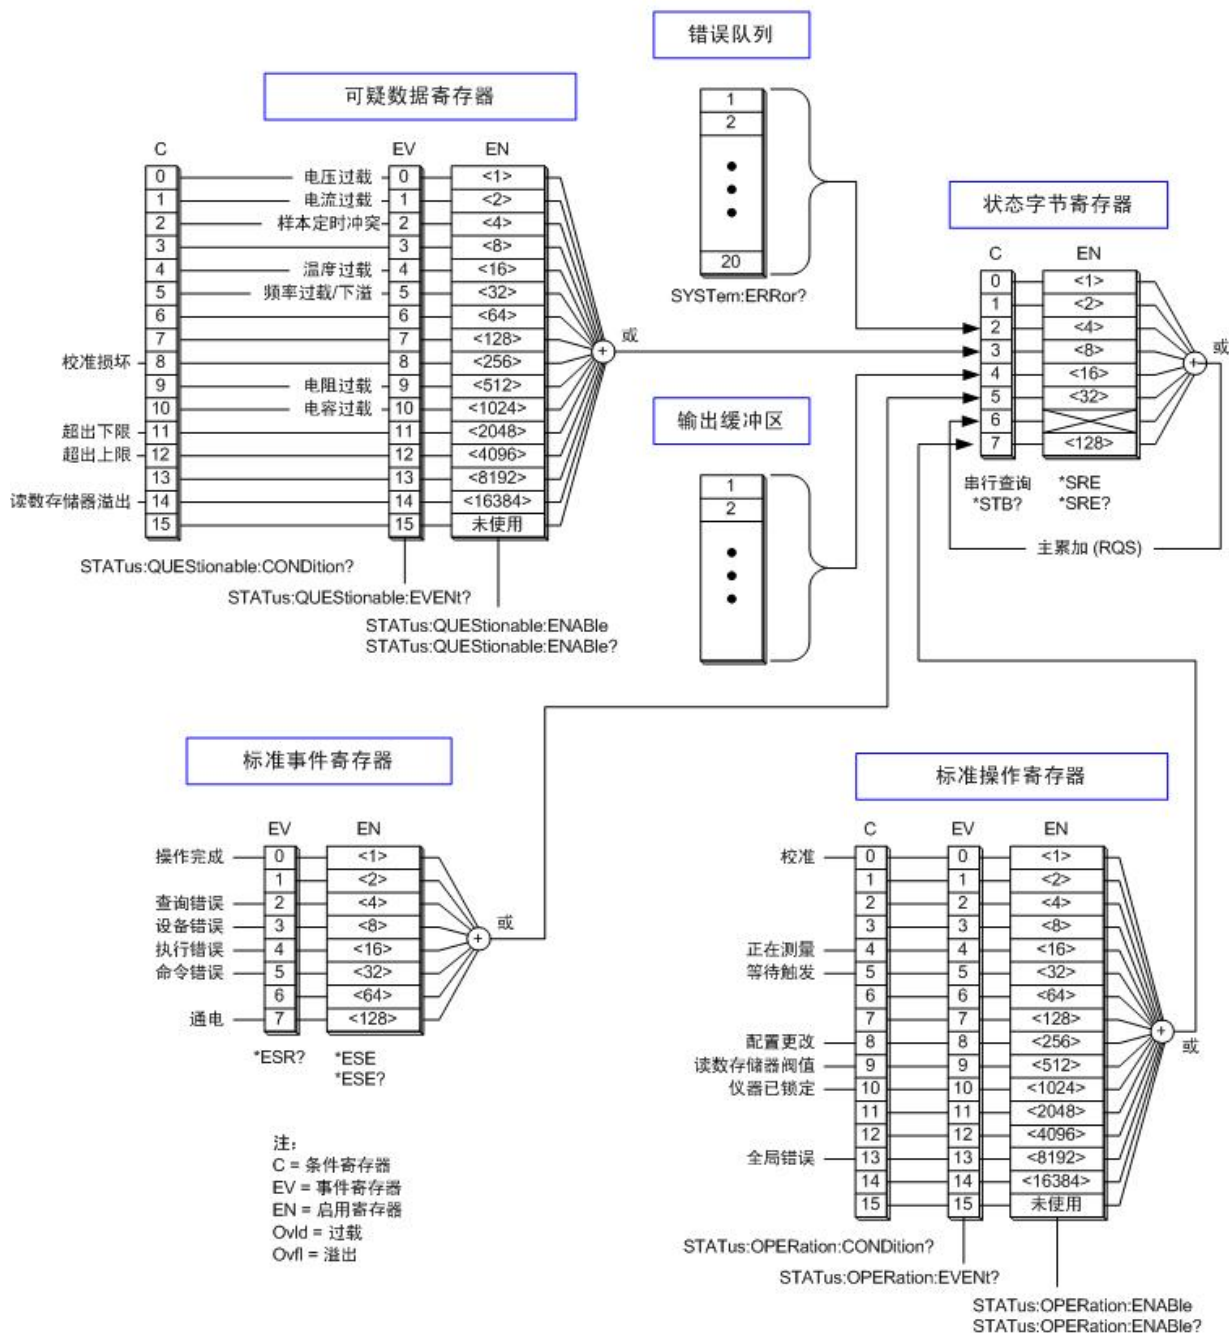 错误队列
1
2
20
SYSTem:ERRor?
可疑数据寄存器
C EV EN
0 电压过载 0 <1>
1 电流过载 1 <2>
2 样本定时冲突 2 <4>
3 3 <8>
4 温度过载 4 <16>
5 频率过载/下溢 5 <32>
6 6 <64>
7 7 <128>
校准损坏 8 8 <256>
9 电阻过载 9 <512>
10 电容过载 10 <1024>
超出下限 11 11 <2048>
超出上限 12 12 <4096>
13 13 <8192>
读数存储器溢出 14 14 <16384>
15 15 未使用
或
STATus:QUEStionable:CONDition?
STATus:QUEStionable:EVENt?
STATus:QUEStionable:ENABle
STATus:QUEStionable:ENABle?
输出缓冲区
1
2
状态字节寄存器
C EN
0 <1>
1 <2>
2 <4>
3 <8>
4 <16>
5 <32>
6
7 <128>
或
串行查询
*STB?
*SRE
*SRE?
主累加 (RQS)
标准事件寄存器
EV EN
操作完成 0 <1>
1 <2>
查询错误 2 <4>
设备错误 3 <8>
执行错误 4 <16>
命令错误 5 <32>
6 <64>
通电 7 <128>
或
*ESR?
*ESE
*ESE?
标准操作寄存器
C EV EN
校准 0 0 <1>
1 1 <2>
2 2 <4>
3 3 <8>
正在测量 4 4 <16>
等待触发 5 5 <32>
6 6 <64>
7 7 <128>
配置更改 8 8 <256>
读数存储器阀值 9 9 <512>
仪器已锁定 10 10 <1024>
11 11 <2048>
12 12 <4096>
全局错误 13 13 <8192>
14 14 <16384>
15 15 未使用
或
STATus:OPERation:CONDition?
STATus:OPERation:EVENt?
STATus:OPERation:ENABle
STATus:OPERation:ENABle?
注：
C = 条件寄存器
EV = 事件寄存器
EN = 启用寄存器
Ovld = 过载
Ovfl = 溢出